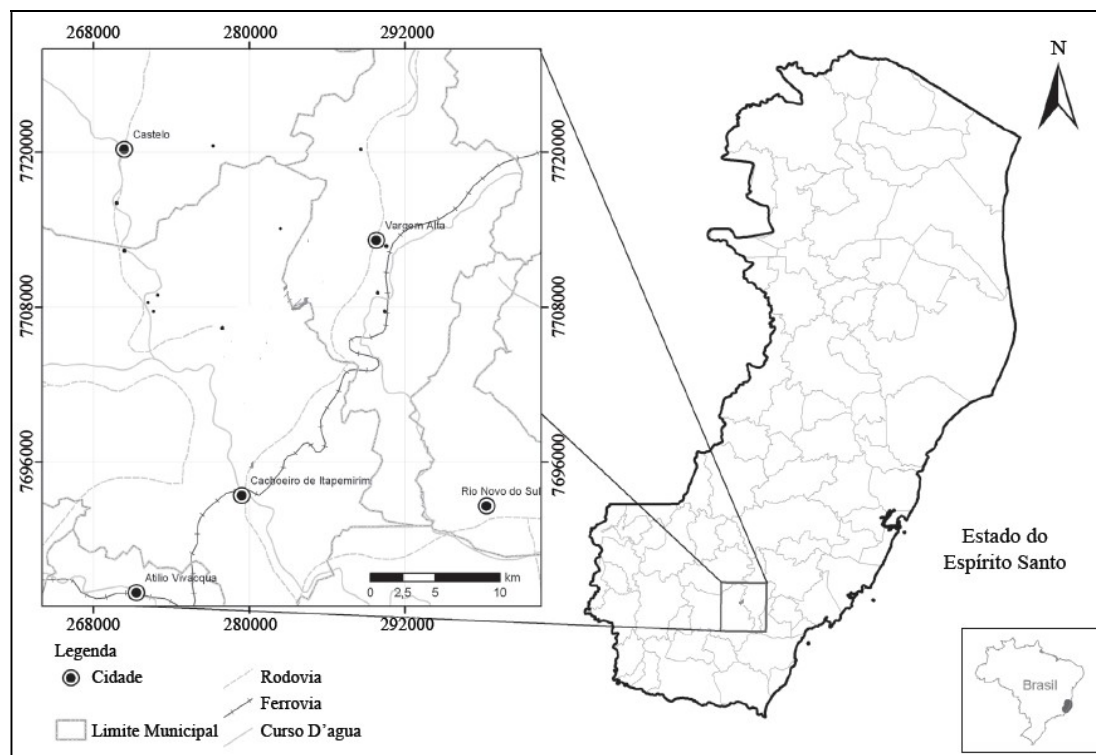 268000 280000 292000
7720000
7708000
7696000
7720000
7708000
7696000
Castelo
Vargem Alta
Cachoeiro de Itapemirim
Rio Novo do Sul
Atílio Vivacqua
km
0 2,5 5 10
268000 280000 292000
N
Estado do
Espírito Santo
Brasil
Legenda
Cidade
Limite Municipal
Rodovia
Ferrovia
Curso D'agua